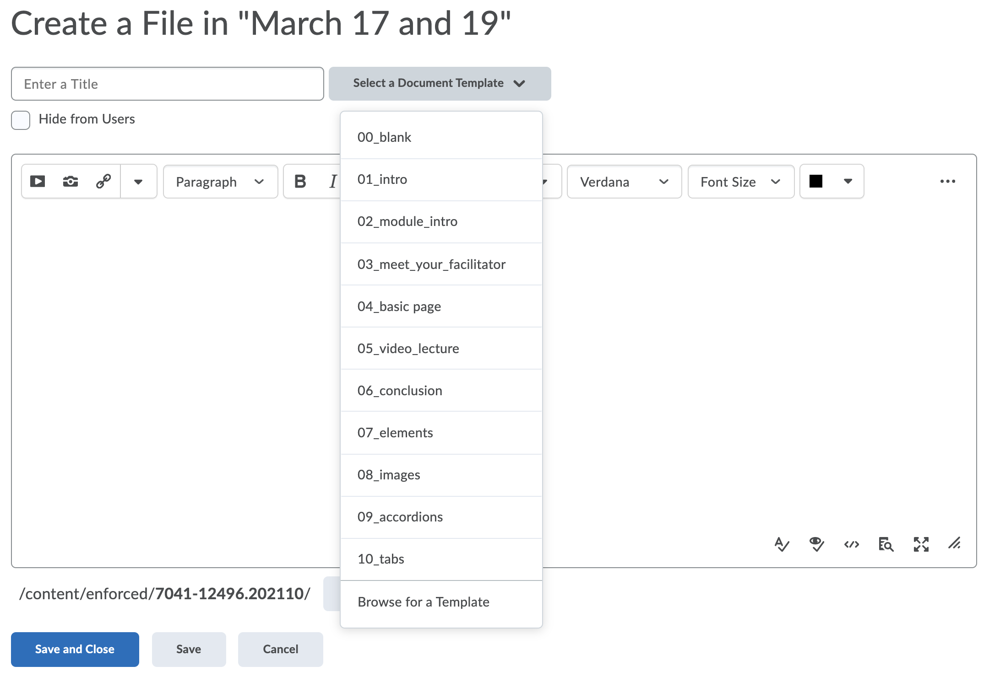 Create a File in "March 17 and 19"
Enter a Title
Select a Document Template
Hide from Users
00_blank
01_intro
02_module_intro
03_meet_your_facilitator
04_basic page
05_video_lecture
06_conclusion
07_elements
08_images
09_accordions
10_tabs
Browse for a Template
Paragraph
B I
Verdana
Font Size
/content/enforced/7041-12496.202110/
Save and Close
Save
Cancel